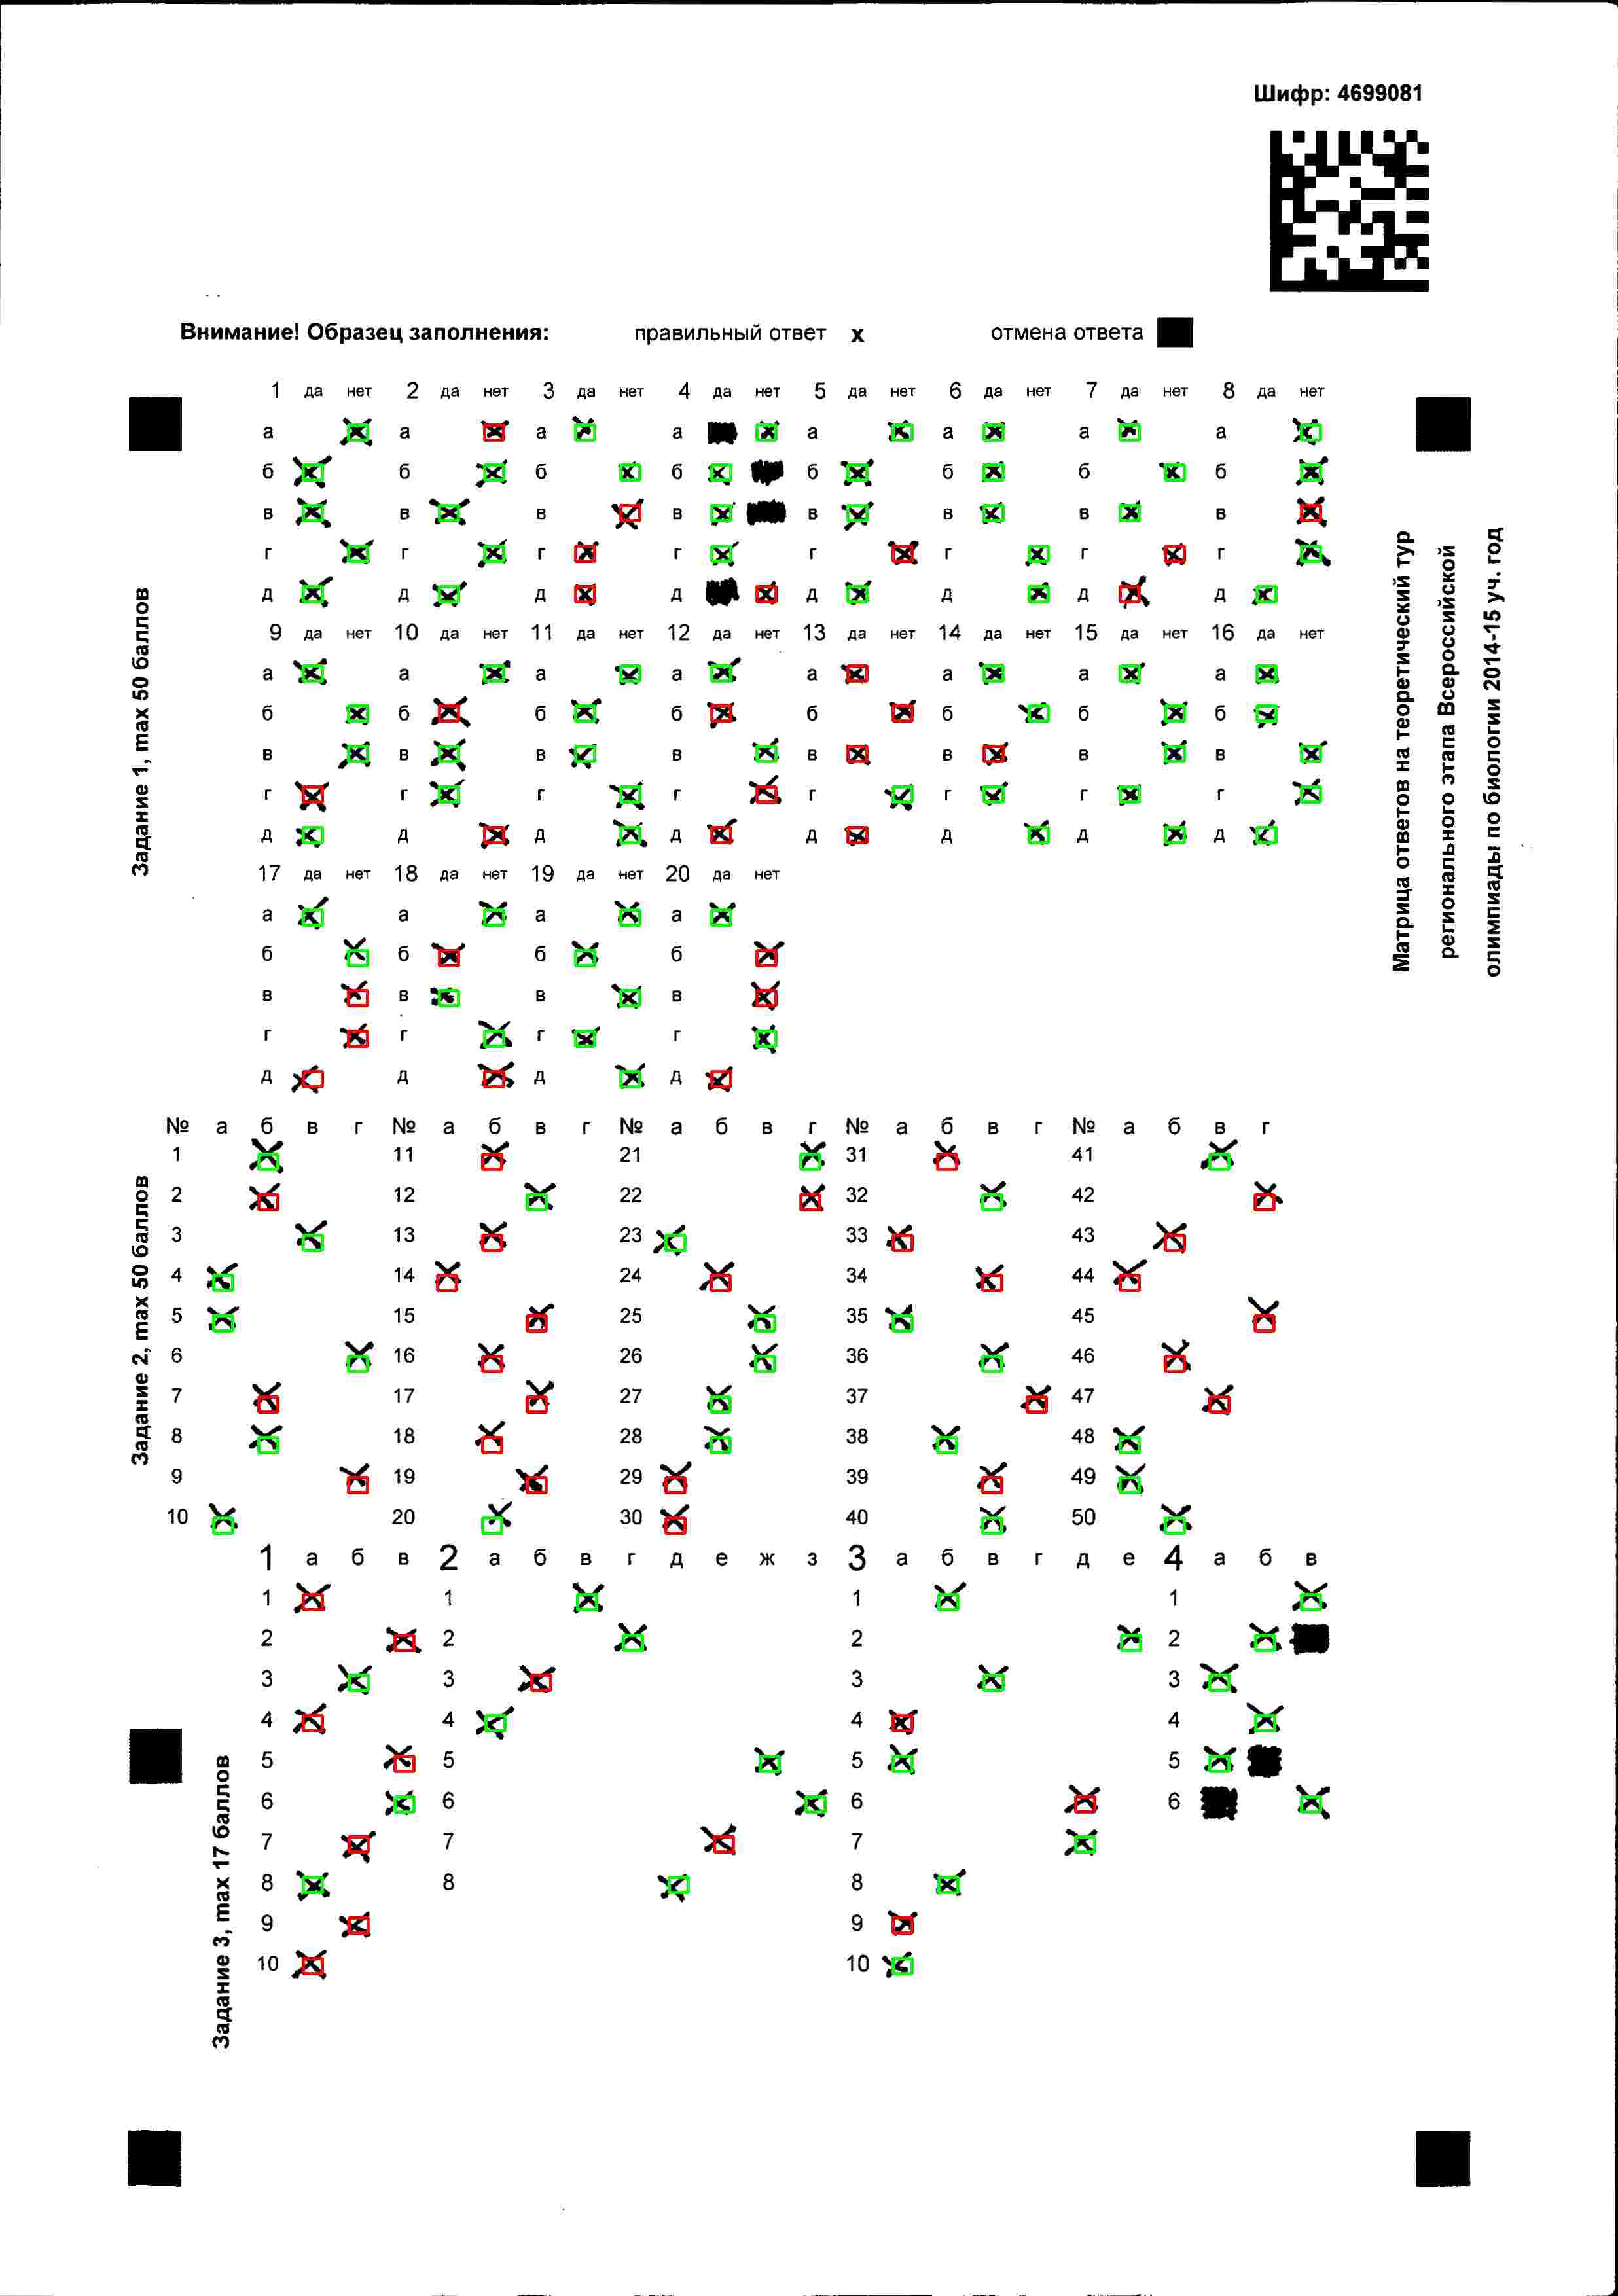 Шифр: 4699081
Внимание! Образец заполнения: правильный ответ х отмена ответа
Задание 1, max 50 баллов
1 да нет 2 да нет 3 да нет 4 да нет 5 да нет 6 да нет 7 да нет 8 да нет
а а а а а а а а
б б б б б б б б
в в в в в в в в
г г г г г г г г
д д д д д д д д
9 да нет 10 да нет 11 да нет 12 да нет 13 да нет 14 да нет 15 да нет 16 да нет
а а а а а а а а
б б б б б б б б
в в в в в в в в
г г г г г г г г
д д д д д д д д
17 да нет 18 да нет 19 да нет 20 да нет
а а а а
б б б б
в в в в
г г г г
д д д д
Матрица ответов на теоретический тур
регионального этапа Всероссийской
олимпиады по биологии 2014-15 уч. год
Задание 2, max 50 баллов
№ а б в г № а б в г № а б в г № а б в г № а б в г
1 11 21 31 41
2 12 22 32 42
3 13 23 33 43
4 14 24 34 44
5 15 25 35 45
6 16 26 36 46
7 17 27 37 47
8 18 28 38 48
9 19 29 39 49
10 20 30 40 50
Задание 3, max 17 баллов
1 а б в 2 а б в г д е ж з 3 а б в г д е 4 а б в
1 1 1 1
2 2 2 2
3 3 3 3
4 4 4 4
5 5 5 5
6 6 6 6
7 7 7
8 8 8
9 9
10 10